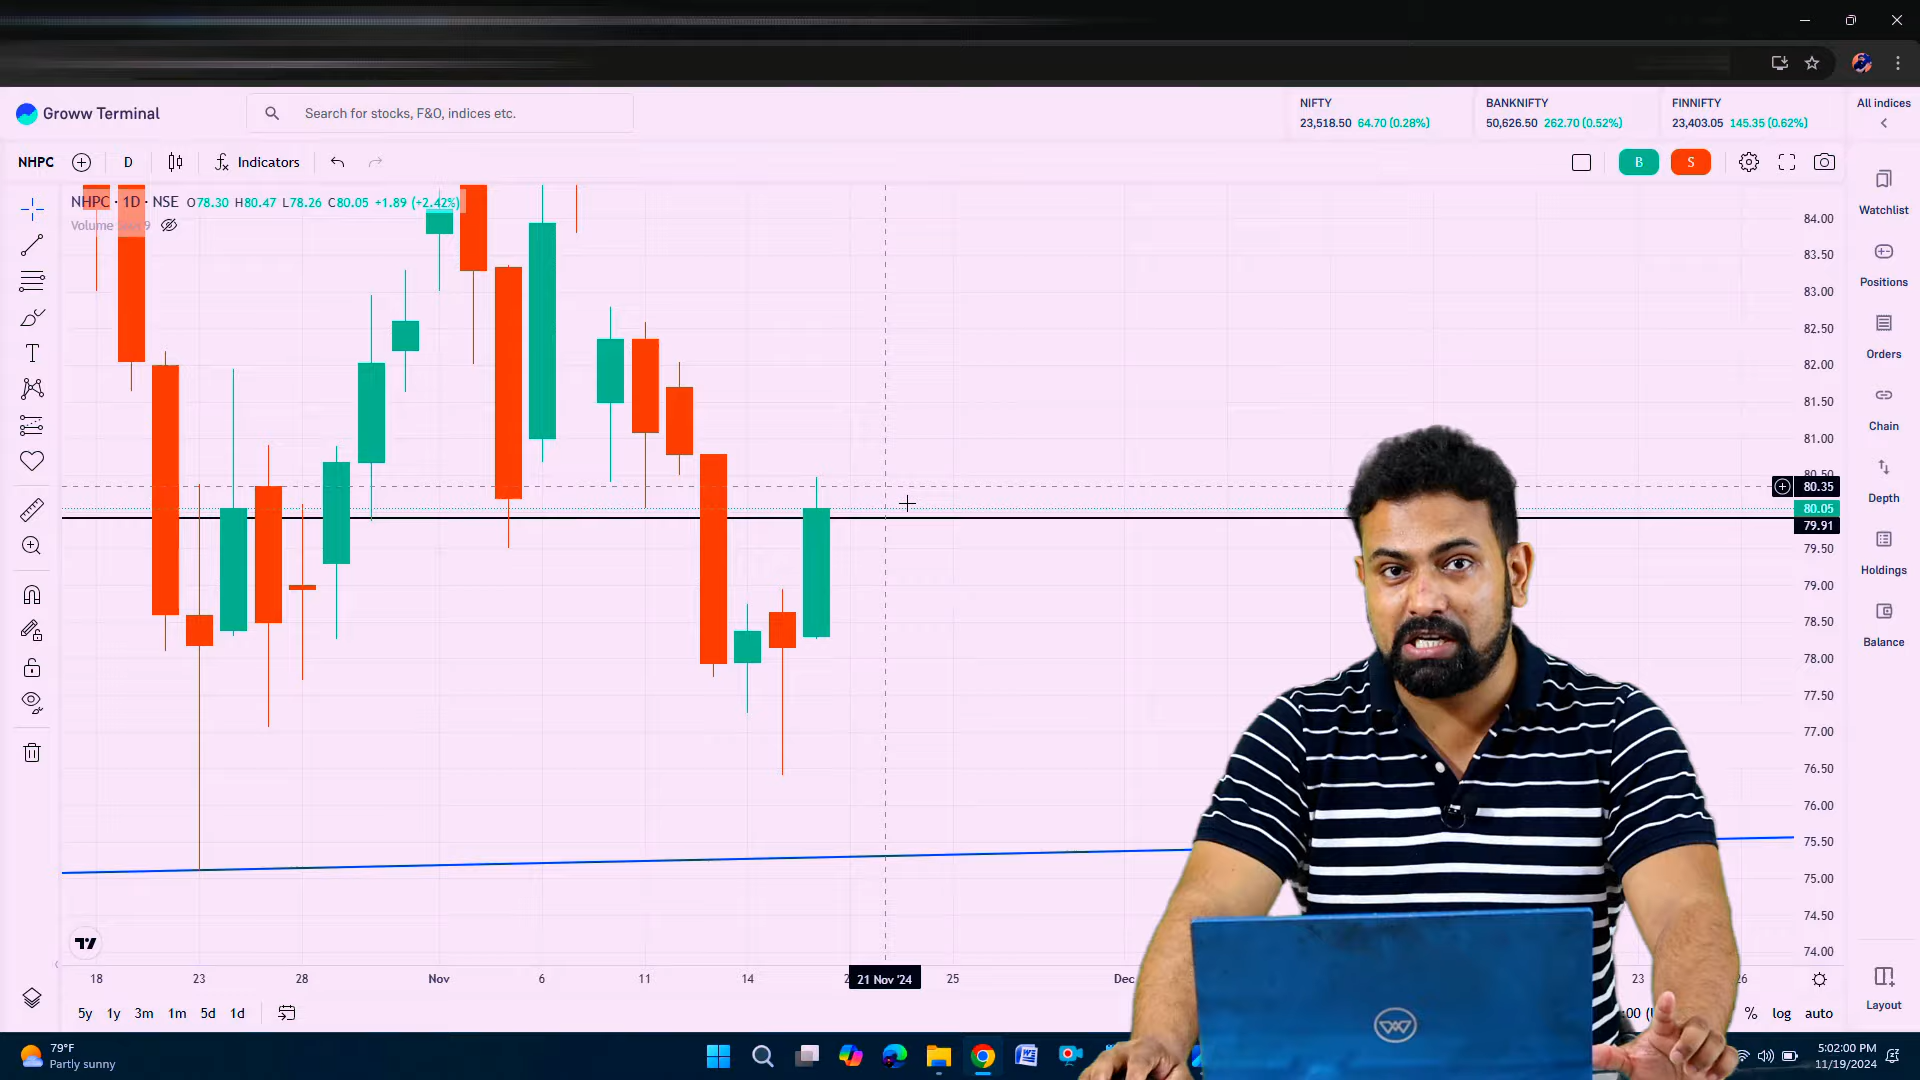 Groww Terminal
Search for stocks, F&O, indices etc.
NIFTY
23,518.50 64.70 (0.28%)
BANKNIFTY
50,626.50 262.70 (0.52%)
FINNIFTY
23,403.05 145.35 (0.62%)
All indices
NHPC
D
Indicators
B
S
NHPC · 1D · NSE O78.30 H80.47 L78.26 C80.05 +1.89 (+2.42%)
Volume
9
84.00
83.50
83.00
82.50
82.00
81.50
81.00
80.50
80.35
80.05
79.91
79.50
79.00
78.50
78.00
77.50
77.00
76.50
76.00
75.50
75.00
74.50
74.00
Watchlist
Positions
Orders
Chain
Depth
Holdings
Balance
Layout
18
23
28
Nov
6
11
14
21 Nov '24
25
Dec
23
26
5y
1y
3m
1m
5d
1d
%
log
auto
79°F
Partly sunny
5:02:00 PM
11/19/2024